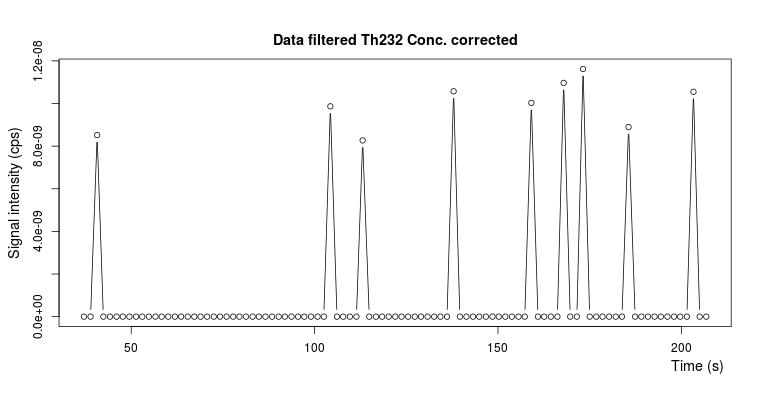 Data filtered Th232 Conc. corrected
Signal intensity (cps)
1.2e-08
8.0e-09
4.0e-09
0.0e+00
50
100
150
200
Time (s)